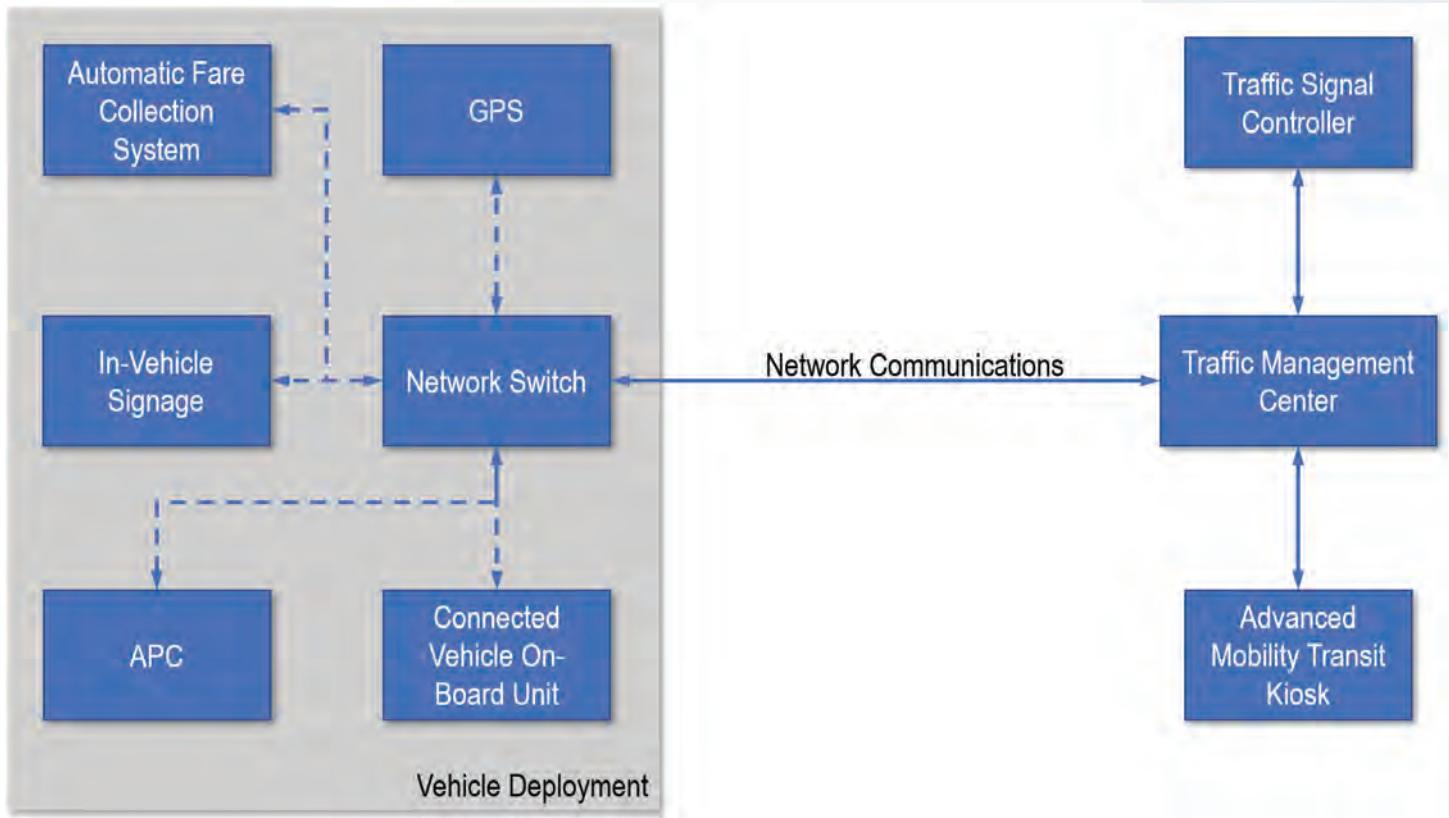 Automatic Fare
Collection
System
GPS
Traffic Signal
Controller
In-Vehicle
Signage
Network Switch
Network Communications
Traffic Management
Center
APC
Connected
Vehicle On-
Board Unit
Advanced
Mobility Transit
Kiosk
Vehicle Deployment